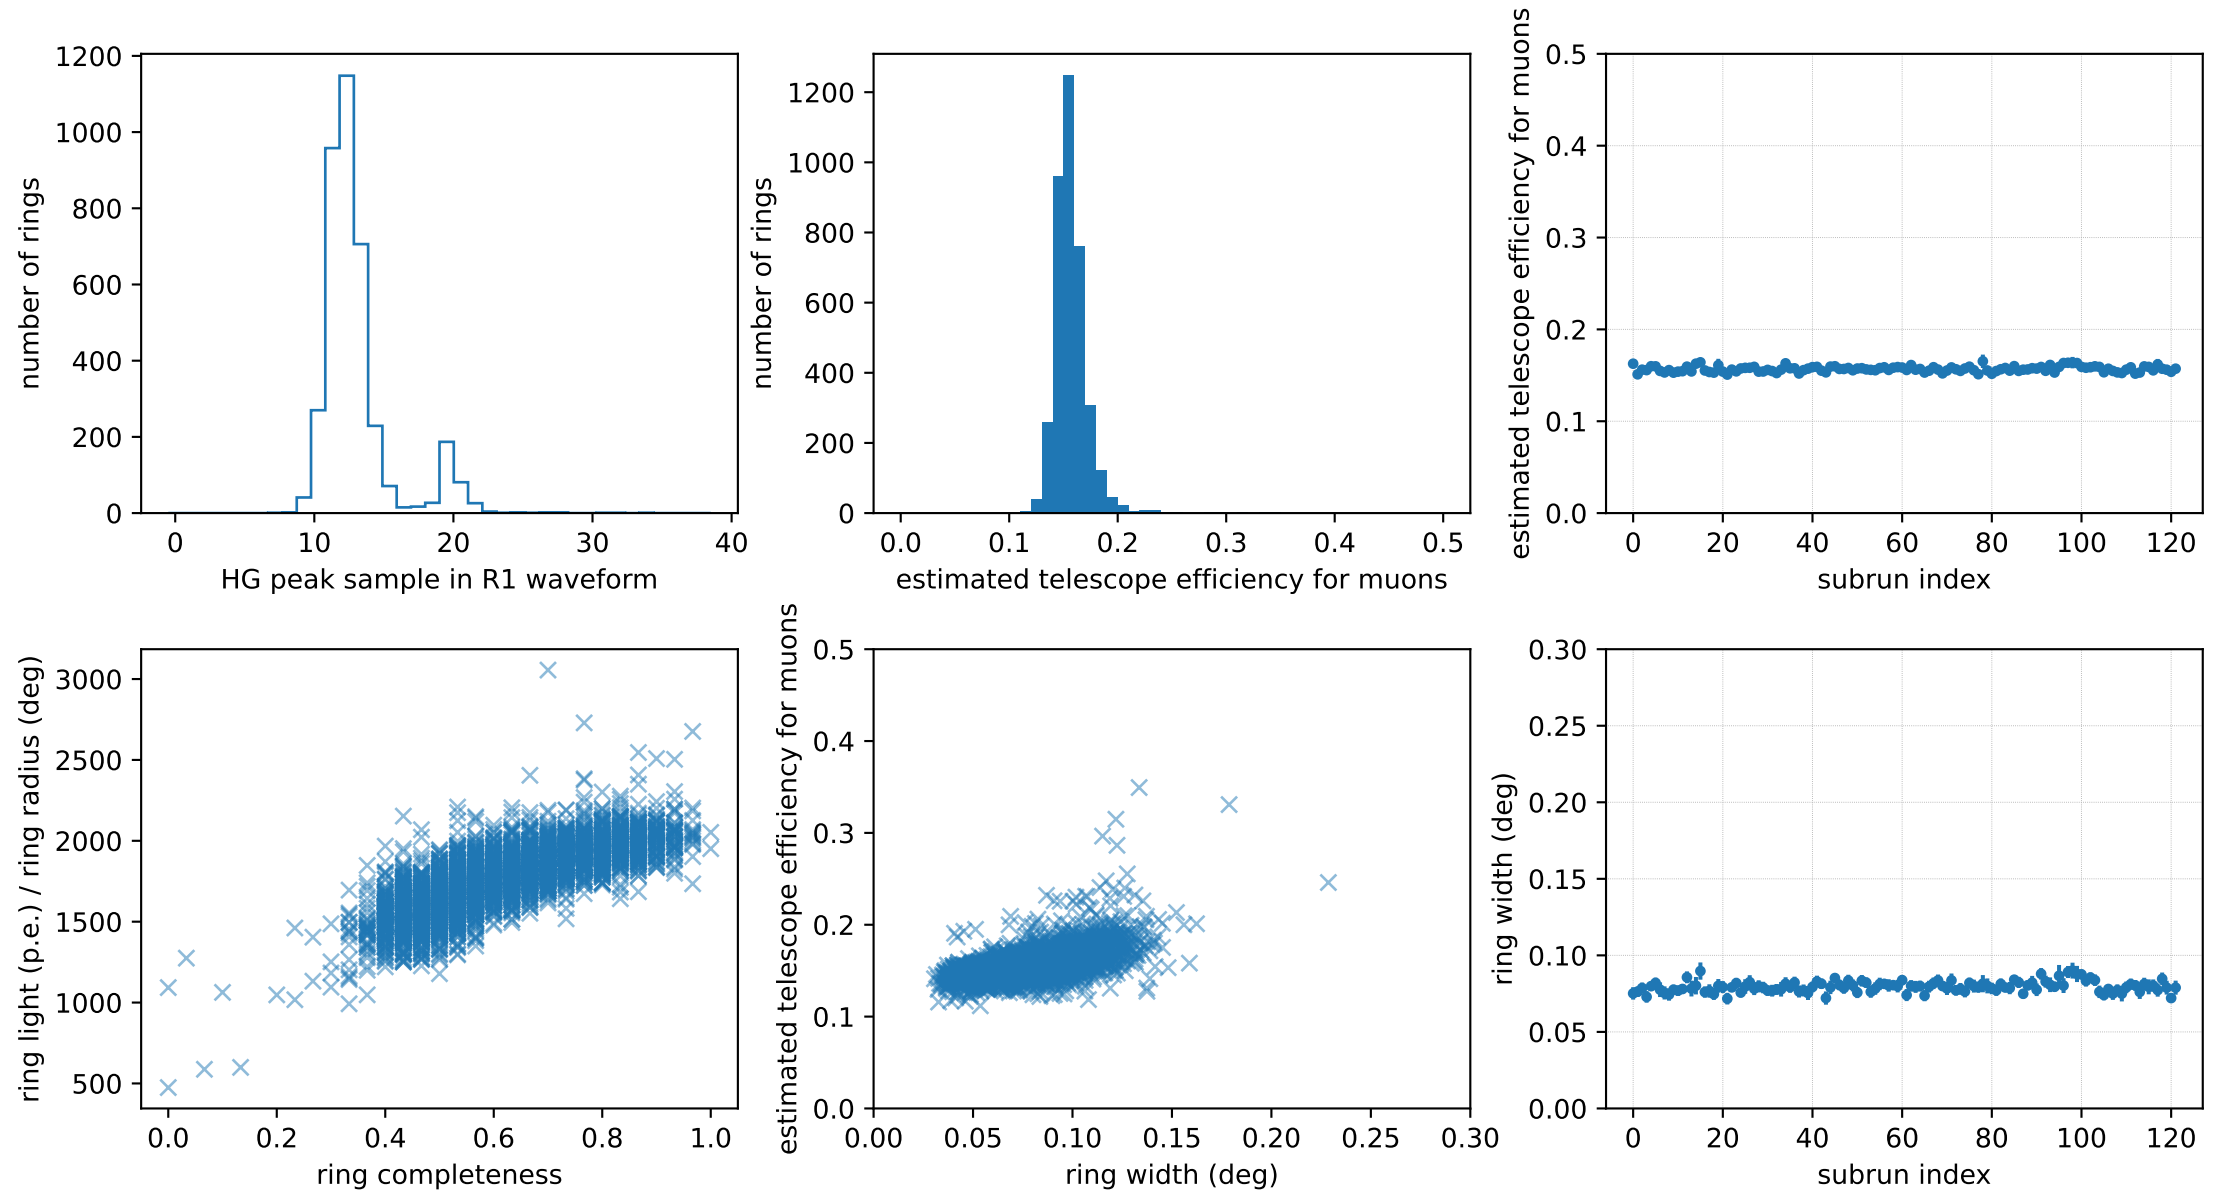 1200
1000
800
600
400
200
0
number of rings
0 10 20 30 40
HG peak sample in R1 waveform
1200
1000
800
600
400
200
0
number of rings
0.0 0.1 0.2 0.3 0.4 0.5
estimated telescope efficiency for muons
0.5
0.4
0.3
0.2
0.1
0.0
estimated telescope efficiency for muons
0 20 40 60 80 100 120
subrun index
3000
2500
2000
1500
1000
500
ring light (p.e.) / ring radius (deg)
0.0 0.2 0.4 0.6 0.8 1.0
ring completeness
0.5
0.4
0.3
0.2
0.1
0.0
estimated telescope efficiency for muons
0.00 0.05 0.10 0.15 0.20 0.25 0.30
ring width (deg)
0.30
0.25
0.20
0.15
0.10
0.05
0.00
ring width (deg)
0 20 40 60 80 100 120
subrun index